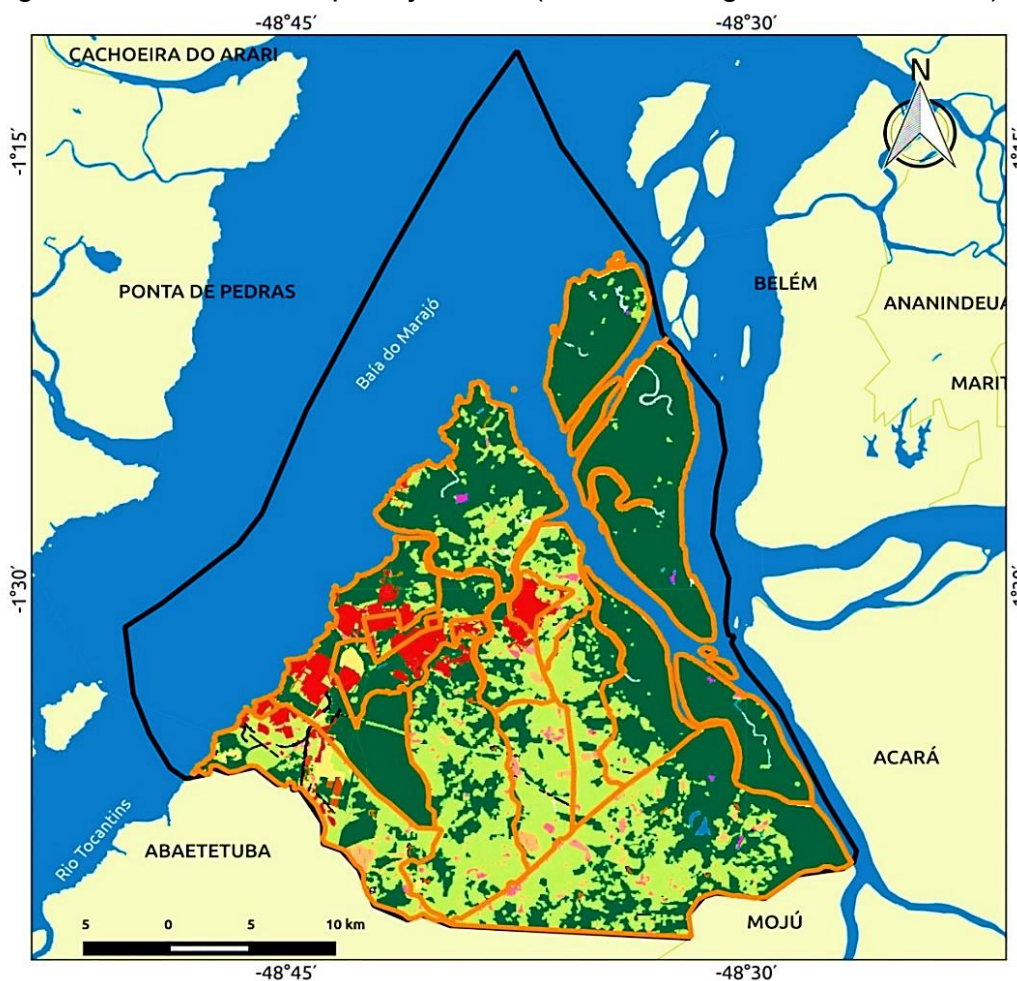 -48°45′
-48°30′
CACHOEIRA DO ARARI
N
-1°15′
PONTA DE PEDRAS
BELÉM
ANANINDEUA
Baía do Marajó
MARIT
-1°30′
ACARÁ
Rio Tocantins
ABAETETUBA
MOJÚ
5 0 5 10 km
-48°45′
-48°30′